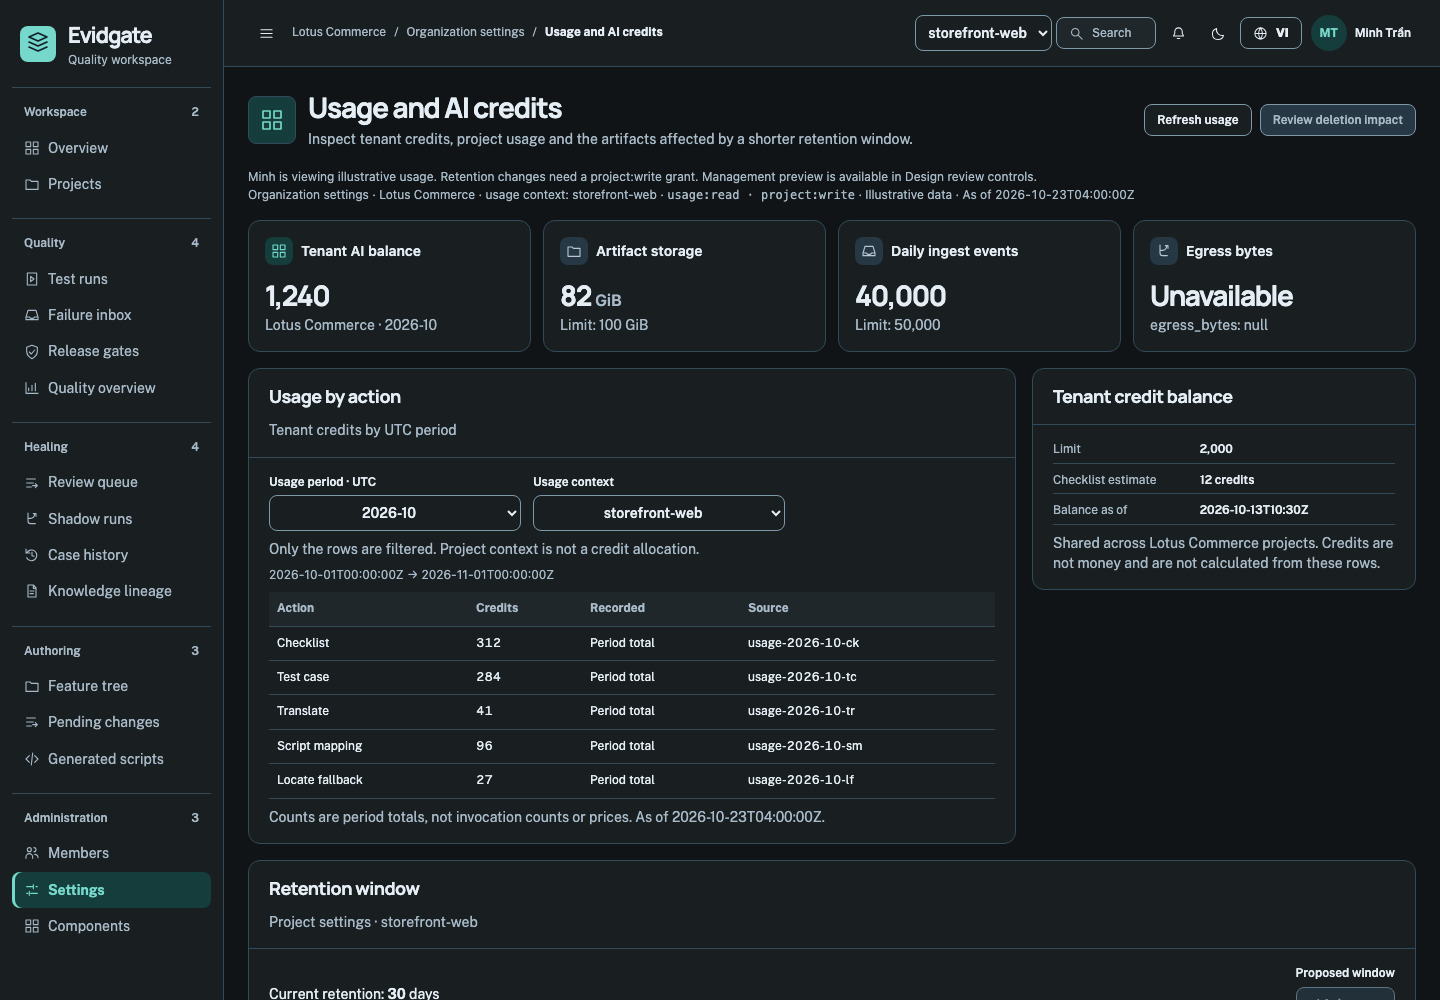 Evidgate
Quality workspace
Workspace 2
Overview
Projects
Quality 4
Test runs
Failure inbox
Release gates
Quality overview
Healing 4
Review queue
Shadow runs
Case history
Knowledge lineage
Authoring 3
Feature tree
Pending changes
Generated scripts
Administration 3
Members
Settings
Components
Lotus Commerce / Organization settings / Usage and AI credits
storefront-web
Search
VI
MT
Minh Trần
Usage and AI credits
Inspect tenant credits, project usage and the artifacts affected by a shorter retention window.
Refresh usage
Review deletion impact
Minh is viewing illustrative usage. Retention changes need a project:write grant. Management preview is available in Design review controls.
Organization settings · Lotus Commerce · usage context: storefront-web · usage:read · project:write · Illustrative data · As of 2026-10-23T04:00:00Z
Tenant AI balance
1,240
Lotus Commerce · 2026-10
Artifact storage
82 GiB
Limit: 100 GiB
Daily ingest events
40,000
Limit: 50,000
Egress bytes
Unavailable
egress_bytes: null
Usage by action
Tenant credits by UTC period
Usage period · UTC
2026-10
Usage context
storefront-web
Only the rows are filtered. Project context is not a credit allocation.
2026-10-01T00:00:00Z → 2026-11-01T00:00:00Z
Action Credits Recorded Source
Checklist 312 Period total usage-2026-10-ck
Test case 284 Period total usage-2026-10-tc
Translate 41 Period total usage-2026-10-tr
Script mapping 96 Period total usage-2026-10-sm
Locate fallback 27 Period total usage-2026-10-lf
Counts are period totals, not invocation counts or prices. As of 2026-10-23T04:00:00Z.
Tenant credit balance
Limit 2,000
Checklist estimate 12 credits
Balance as of 2026-10-13T10:30Z
Shared across Lotus Commerce projects. Credits are
not money and are not calculated from these rows.
Retention window
Project settings · storefront-web
Proposed window
Current retention: 30 days